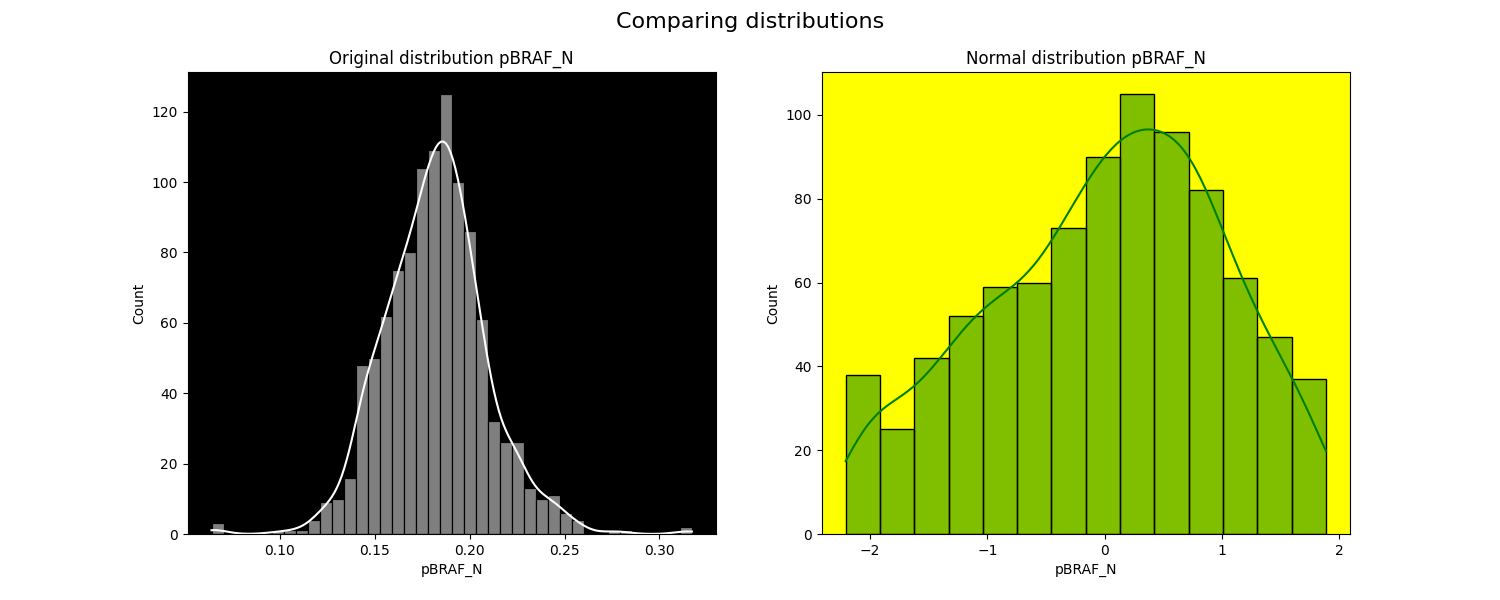 Comparing distributions
Original distribution pBRAF_N
Count
120
100
80
60
40
20
0
0.10 0.15 0.20 0.25 0.30
pBRAF_N
Normal distribution pBRAF_N
Count
100
80
60
40
20
0
−2 −1 0 1 2
pBRAF_N